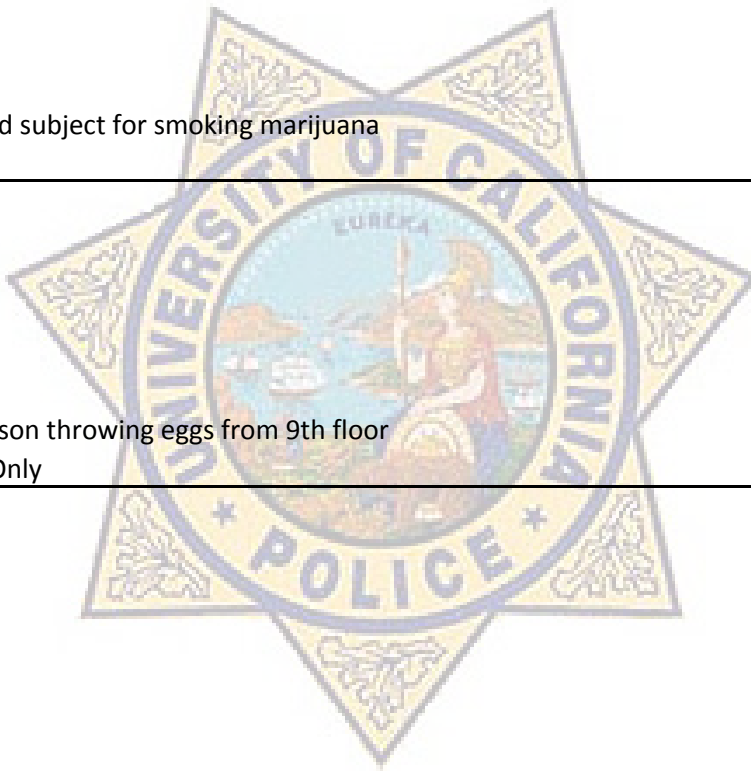 d subject for smoking marijuana
UNIVERSITY OF CALIFORNIA
EUREKA
son throwing eggs from 9th floor
Only
* POLICE *